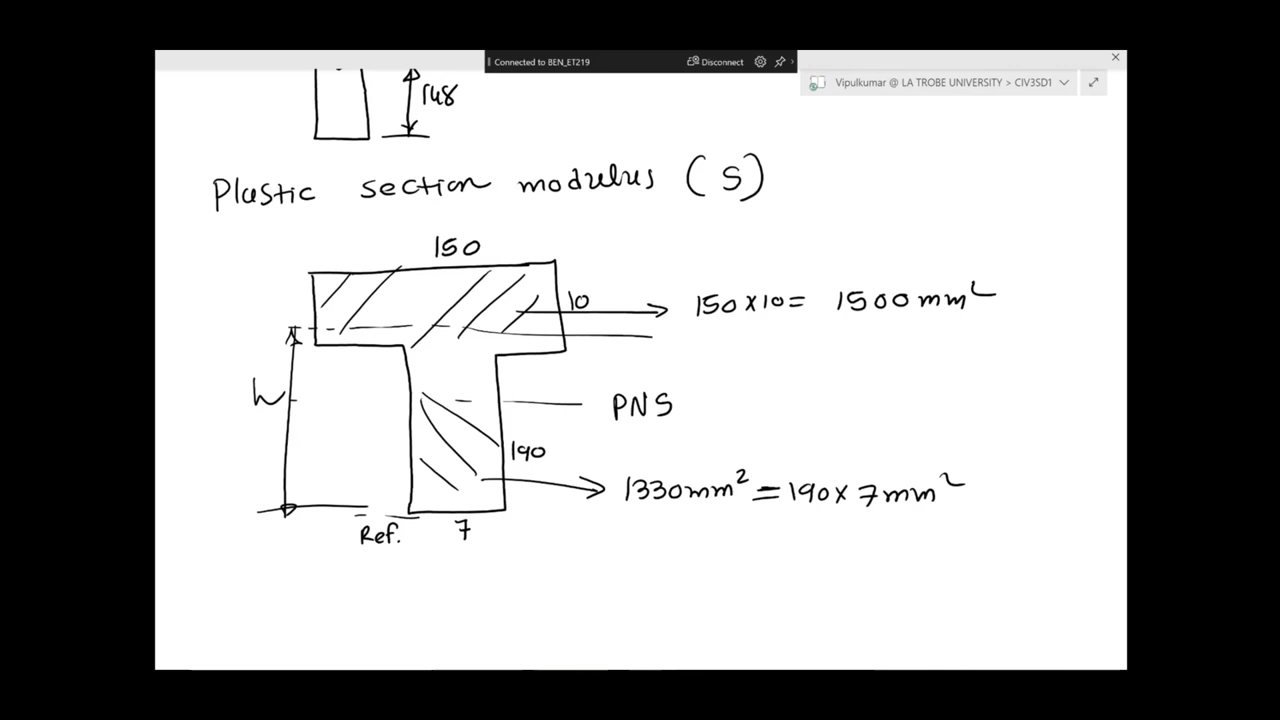 Connected to BEN_ET219
Disconnect
Vipulkumar @ LA TROBE UNIVERSITY > CIV3SD1
148
Plastic section modulus (S)
150
10
150 x 10 = 1500 mm²
h
PNS
190
1330 mm² = 190 x 7 mm²
Ref.
7